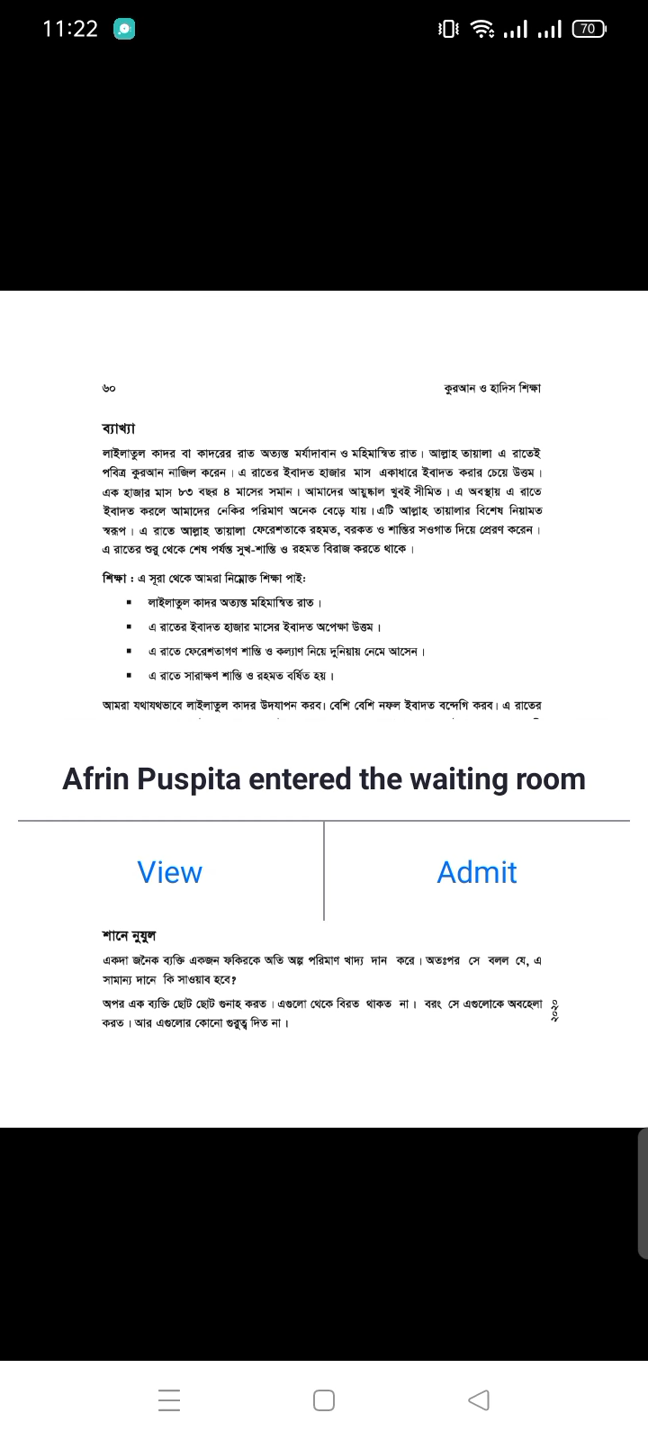 11:22
70
৬০ কুরআন ও হাদিস শিক্ষা
ব্যাখ্যা
লাইলাতুল কাদর বা কাদরের রাত অত্যন্ত মর্যাদাবান ও মহিমান্বিত রাত। আল্লাহ তায়ালা এ রাতেই
পবিত্র কুরআন নাজিল করেন। এ রাতের ইবাদত হাজার মাস একাধারে ইবাদত করার চেয়ে উত্তম।
এক হাজার মাস ৮৩ বছর ৪ মাসের সমান। আমাদের আয়ুষ্কাল খুবই সীমিত। এ অবস্থায় এ রাতে
ইবাদত করলে আমাদের নেকির পরিমাণ অনেক বেড়ে যায়।এটি আল্লাহ তায়ালার বিশেষ নিয়ামত
স্বরূপ। এ রাতে আল্লাহ তায়ালা ফেরেশতাকে রহমত, বরকত ও শান্তির সওগাত দিয়ে প্রেরণ করেন।
এ রাতের শুরু থেকে শেষ পর্যন্ত সুখ-শান্তি ও রহমত বিরাজ করতে থাকে।
শিক্ষা : এ সূরা থেকে আমরা নিম্নোক্ত শিক্ষা পাই:
▪ লাইলাতুল কাদর অত্যন্ত মহিমান্বিত রাত।
▪ এ রাতের ইবাদত হাজার মাসের ইবাদত অপেক্ষা উত্তম।
▪ এ রাতে ফেরেশতাগণ শান্তি ও কল্যাণ নিয়ে দুনিয়ায় নেমে আসেন।
▪ এ রাতে সারাক্ষণ শান্তি ও রহমত বর্ষিত হয়।
আমরা যথাযথভাবে লাইলাতুল কাদর উদযাপন করব। বেশি বেশি নফল ইবাদত বন্দেগি করব। এ রাতের
Afrin Puspita entered the waiting room
View Admit
শানে নুযুল
একদা জনৈক ব্যক্তি একজন ফকিরকে অতি অল্প পরিমাণ খাদ্য দান করে। অতঃপর সে বলল যে, এ
সামান্য দানে কি সাওয়াব হবে?
অপর এক ব্যক্তি ছোট ছোট গুনাহ করত। এগুলো থেকে বিরত থাকত না। বরং সে এগুলোকে অবহেলা
করত। আর এগুলোর কোনো গুরুত্ব দিত না।
২০২০